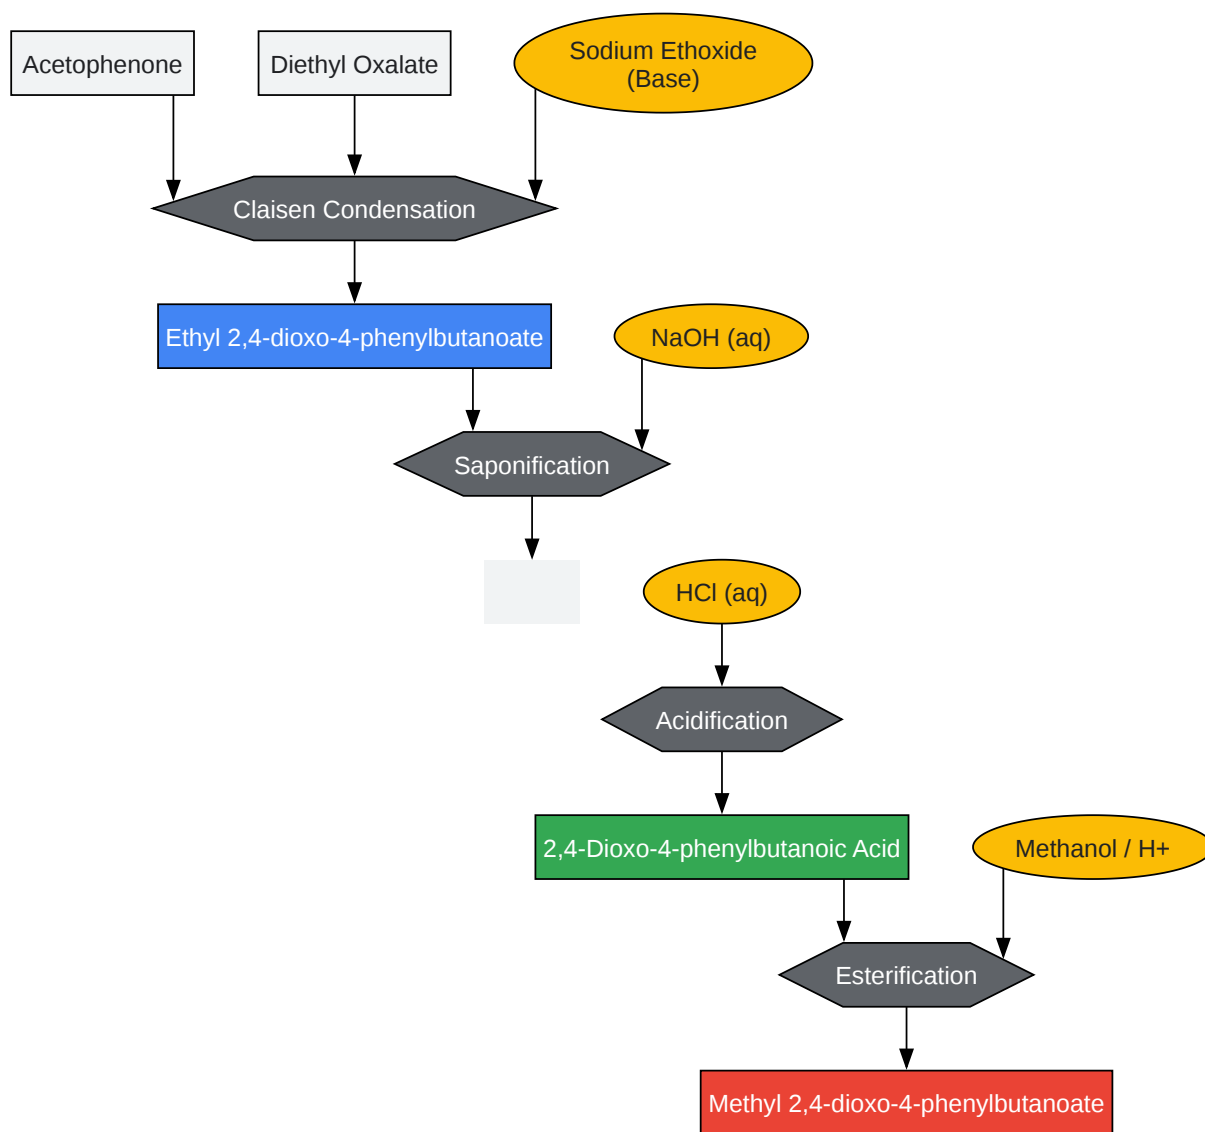 Acetophenone
Diethyl Oxalate
Sodium Ethoxide
(Base)
Claisen Condensation
Ethyl 2,4-dioxo-4-phenylbutanoate
NaOH (aq)
Saponification
HCl (aq)
Acidification
2,4-Dioxo-4-phenylbutanoic Acid
Methanol / H+
Esterification
Methyl 2,4-dioxo-4-phenylbutanoate